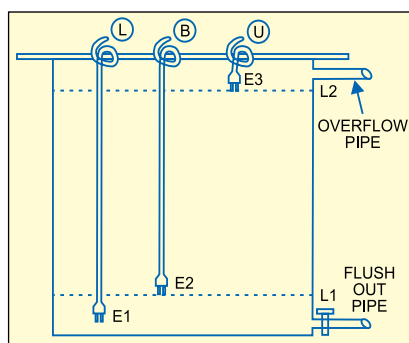 L B U
E3
L2
OVERFLOW
PIPE
E2
L1
E1
FLUSH
OUT
PIPE